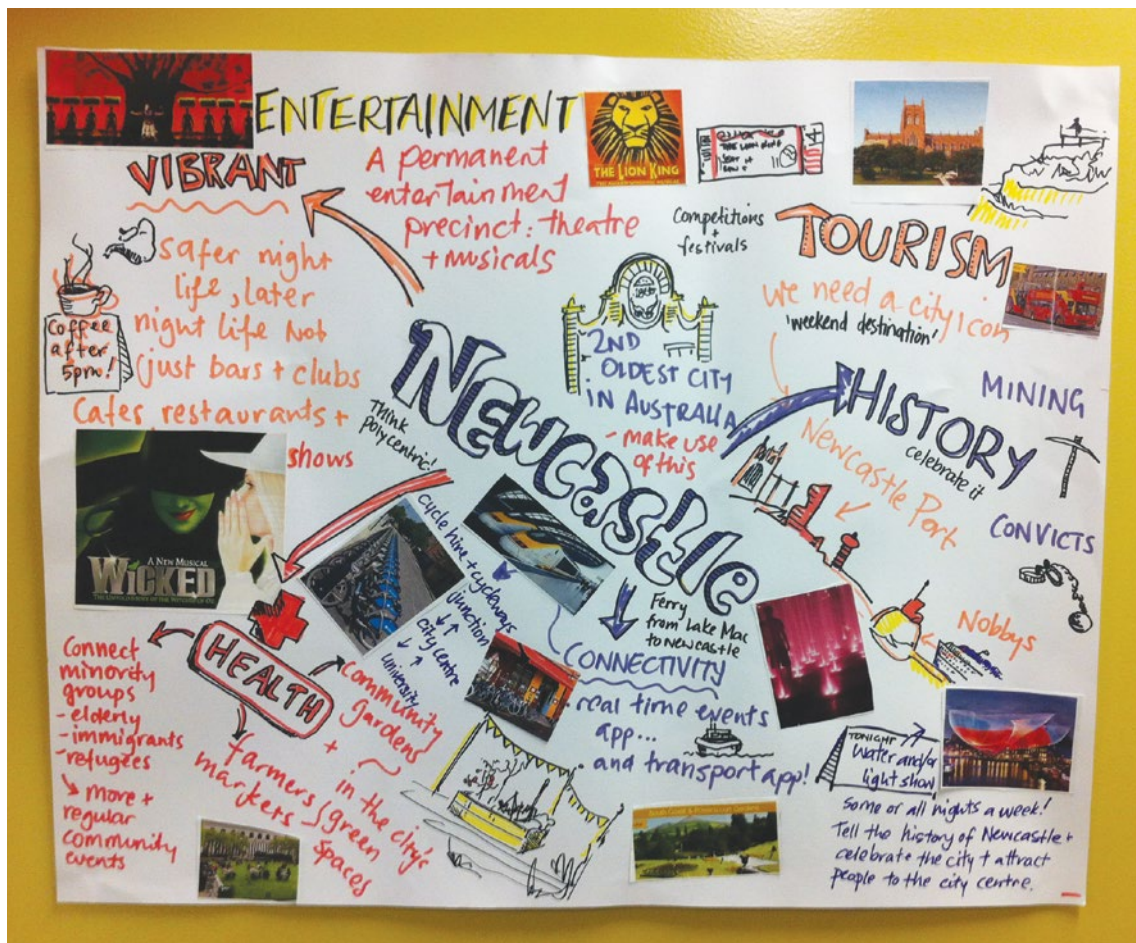 ENTERTAINMENT
VIBRANT
A permanent
entertainment
precinct: theatre
+ musicals
THE LION KING
Competitions
+
festivals
TOURISM
We need a city icon
'weekend destination'
safer night
life, later
night life not
just bars + clubs
Cafes, restaurants +
shows
Coffee
after
5pm!
2ND
OLDEST CITY
IN AUSTRALIA
- make use
of this
HISTORY
celebrate it
MINING
CONVICTS
Newcastle Port
Nobbys
Newcastle
Think
polycentric!
A NEW MUSICAL
WICKED
cycle hire + cycleways
junction
city centre
university
Ferry
from Lake Mac
to Newcastle
CONNECTIVITY
- real time events
app...
- and transport app!
HEALTH
Connect
minority
groups
- elderly
- immigrants
- refugees
more +
regular
community
events
Community
gardens
+
farmers
markers
in the city's
green
spaces
TONIGHT
Water and/or
light show
Some or all nights a week!
Tell the history of Newcastle +
celebrate the city + attract
people to the city centre.